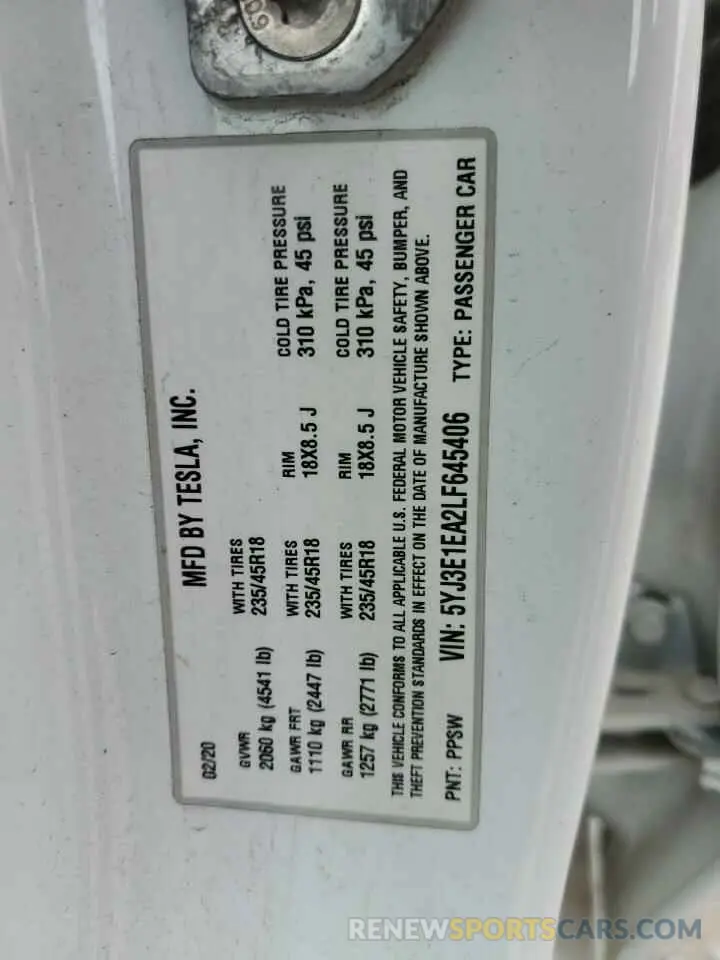 MFD BY TESLA, INC.
02/20
GVWR WITH TIRES
2060 kg (4541 lb) 235/45R18
GAWR FRT WITH TIRES RIM COLD TIRE PRESSURE
1110 kg (2447 lb) 235/45R18 18X8.5 J 310 kPa, 45 psi
GAWR RR WITH TIRES RIM COLD TIRE PRESSURE
1257 kg (2771 lb) 235/45R18 18X8.5 J 310 kPa, 45 psi
THIS VEHICLE CONFORMS TO ALL APPLICABLE U.S. FEDERAL MOTOR VEHICLE SAFETY, BUMPER, AND
THEFT PREVENTION STANDARDS IN EFFECT ON THE DATE OF MANUFACTURE SHOWN ABOVE.
PNT: PPSW VIN: 5YJ3E1EA2LF645406 TYPE: PASSENGER CAR
RENEWSPORTSCARS.COM